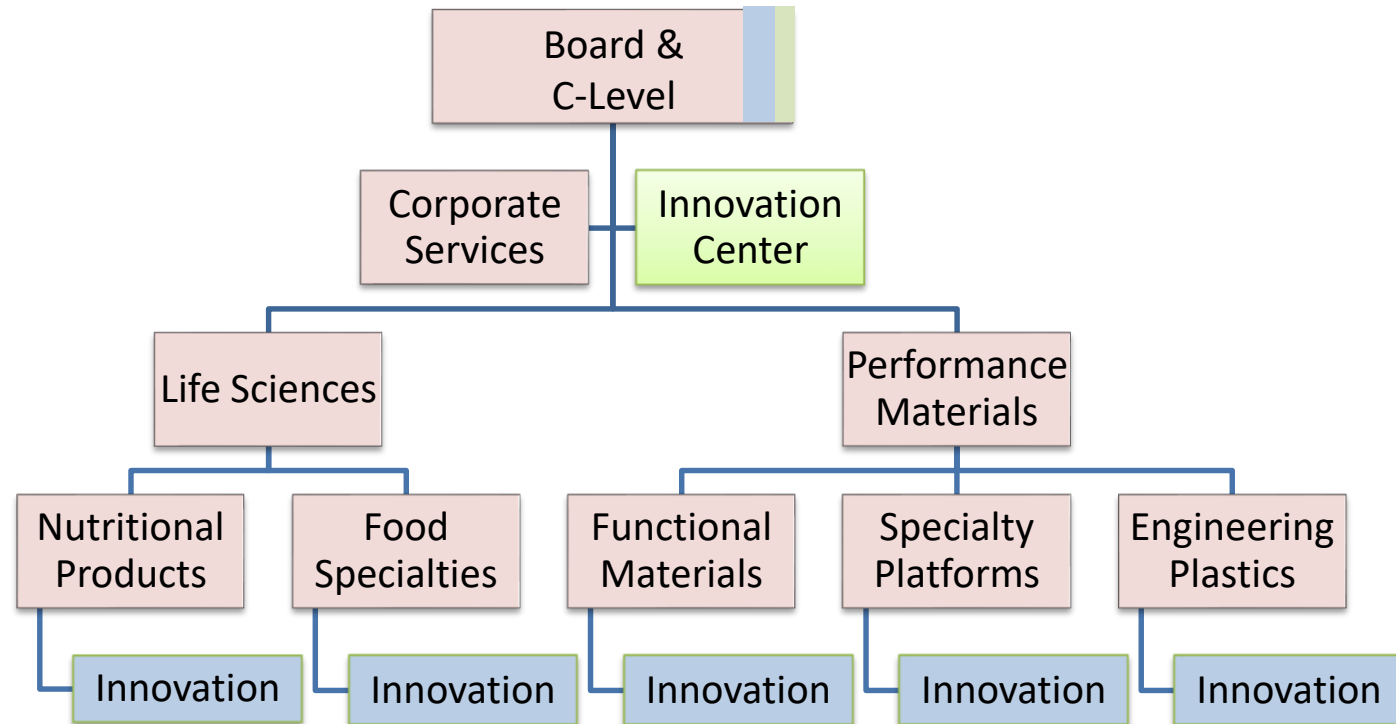 Board &
C-Level
Corporate
Services
Innovation
Center
Life Sciences
Performance
Materials
Nutritional
Products
Food
Specialties
Functional
Materials
Specialty
Platforms
Engineering
Plastics
Innovation
Innovation
Innovation
Innovation
Innovation